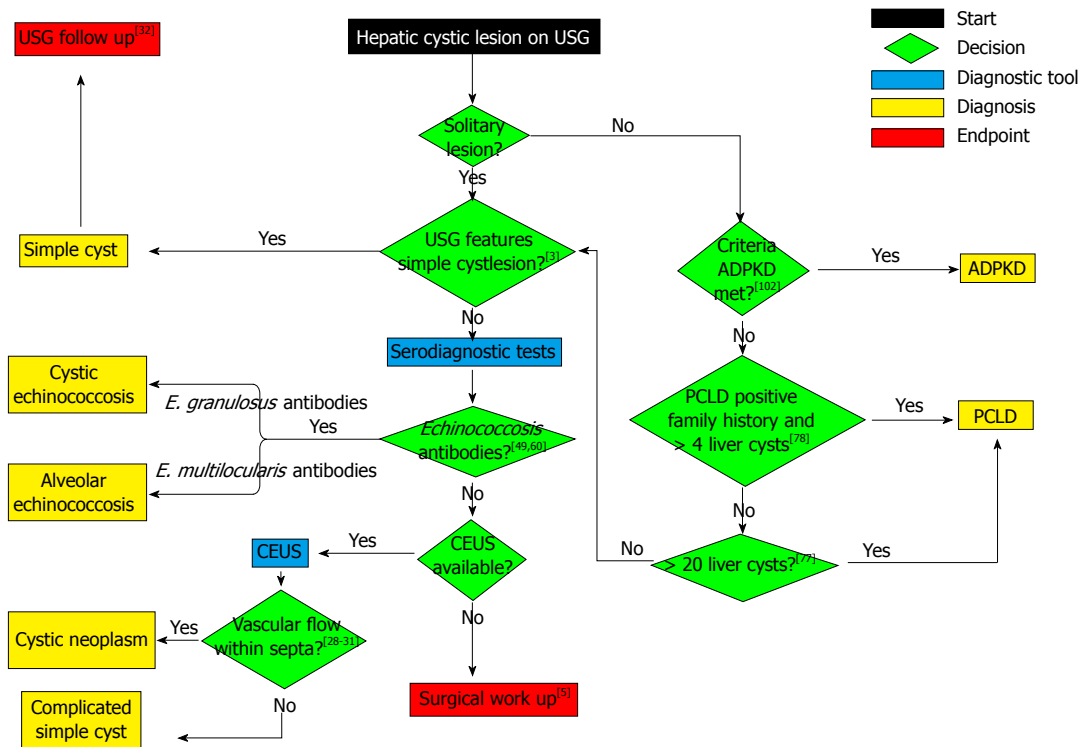 USG follow up[32]
Hepatic cystic lesion on USG
Start
Decision
Diagnostic tool
Diagnosis
Endpoint
Solitary
lesion?
No
Yes
USG features
simple cystlesion?[3]
Yes
Simple cyst
Criteria
ADPKD
met?[102]
Yes
ADPKD
No
Serodiagnostic tests
No
Cystic
echinococcosis
E. granulosus antibodies
Yes
Echinococcosis
antibodies?[49,60]
E. multilocularis antibodies
Alveolar
echinococcosis
PCLD positive
family history and
> 4 liver cysts[78]
Yes
PCLD
No
No
CEUS
Yes
CEUS
available?
No
> 20 liver cysts?[77]
Yes
Cystic neoplasm
Yes
Vascular flow
within septa?[28-31]
No
Surgical work up[5]
No
Complicated
simple cyst